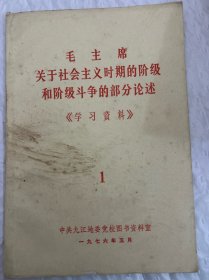 毛主席
关于社会主义时期的阶级
和阶级斗争的部分论述
《学习资料》
1
中共九江地委党校图书资料室
一九七六年三月